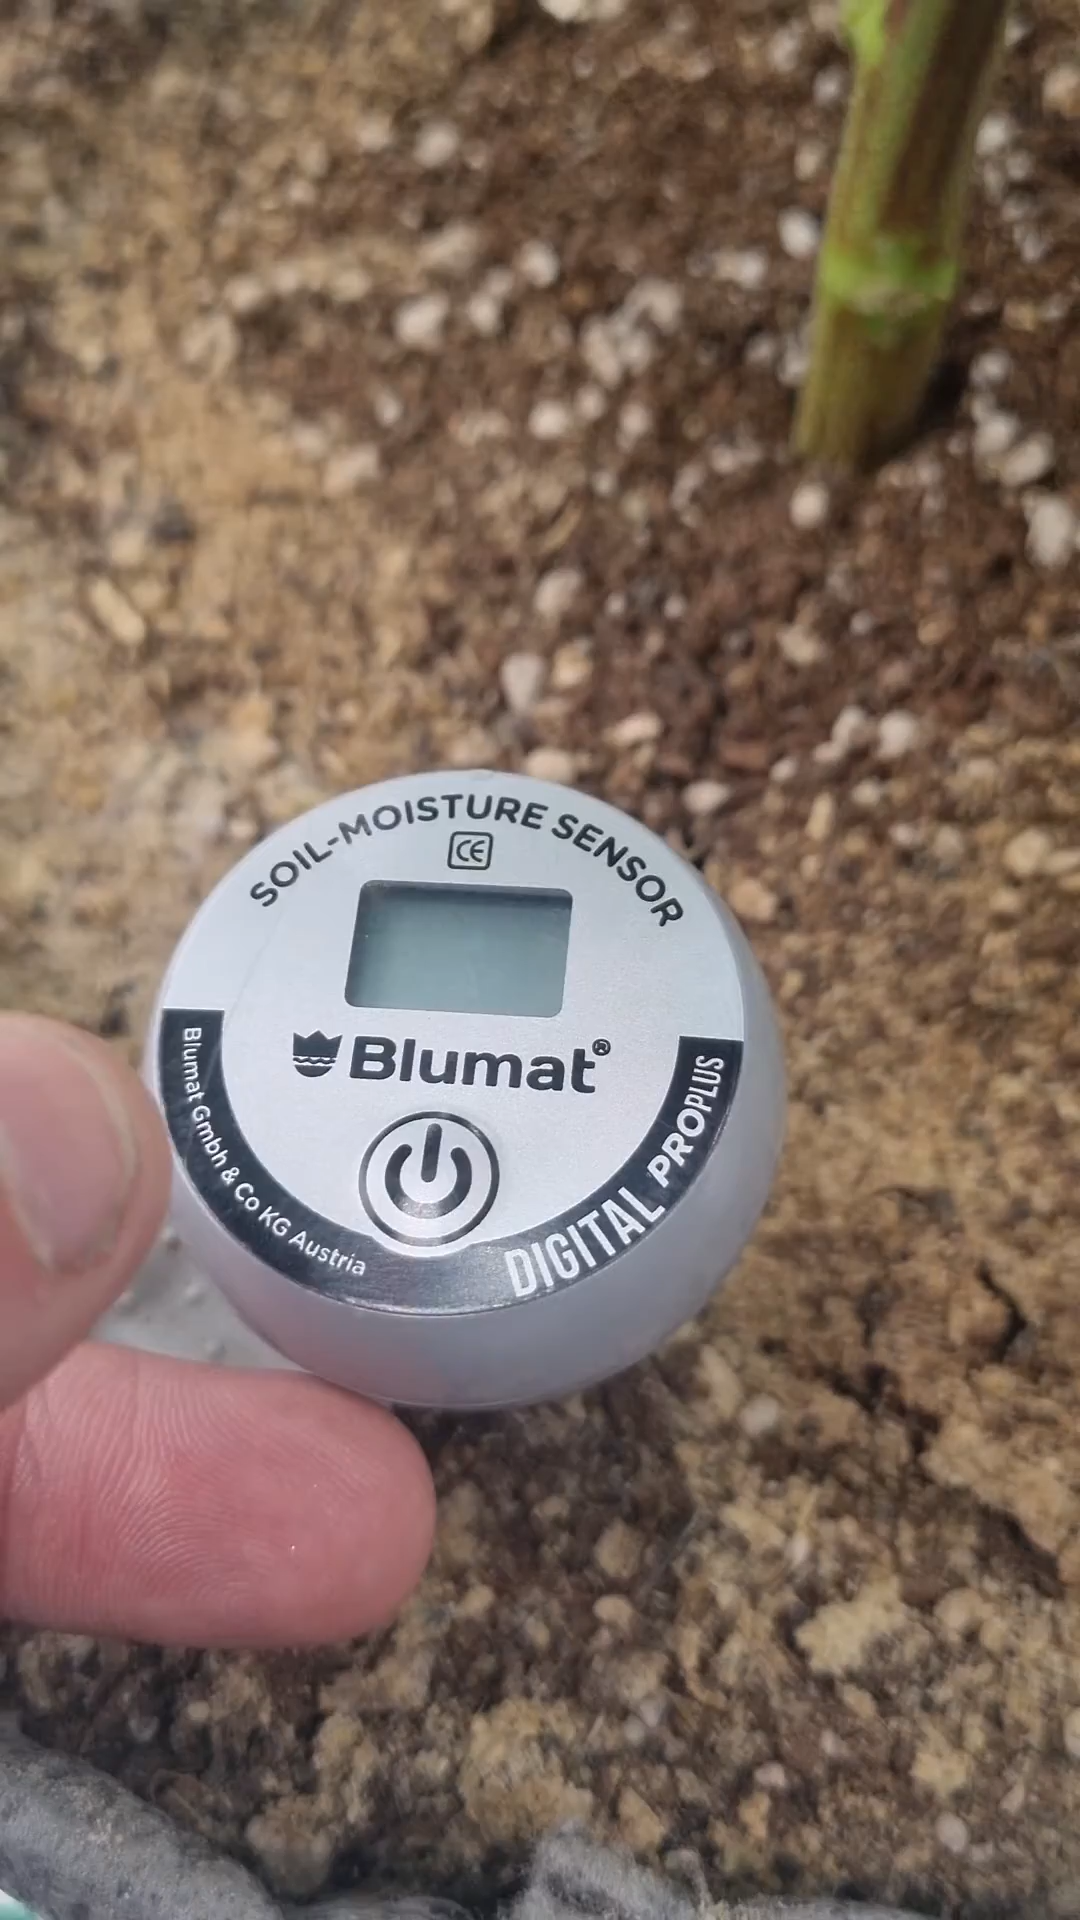 SOIL-MOISTURE SENSOR
CE
Blumat®
Blumat Gmbh & Co KG Austria
DIGITAL PROPLUS